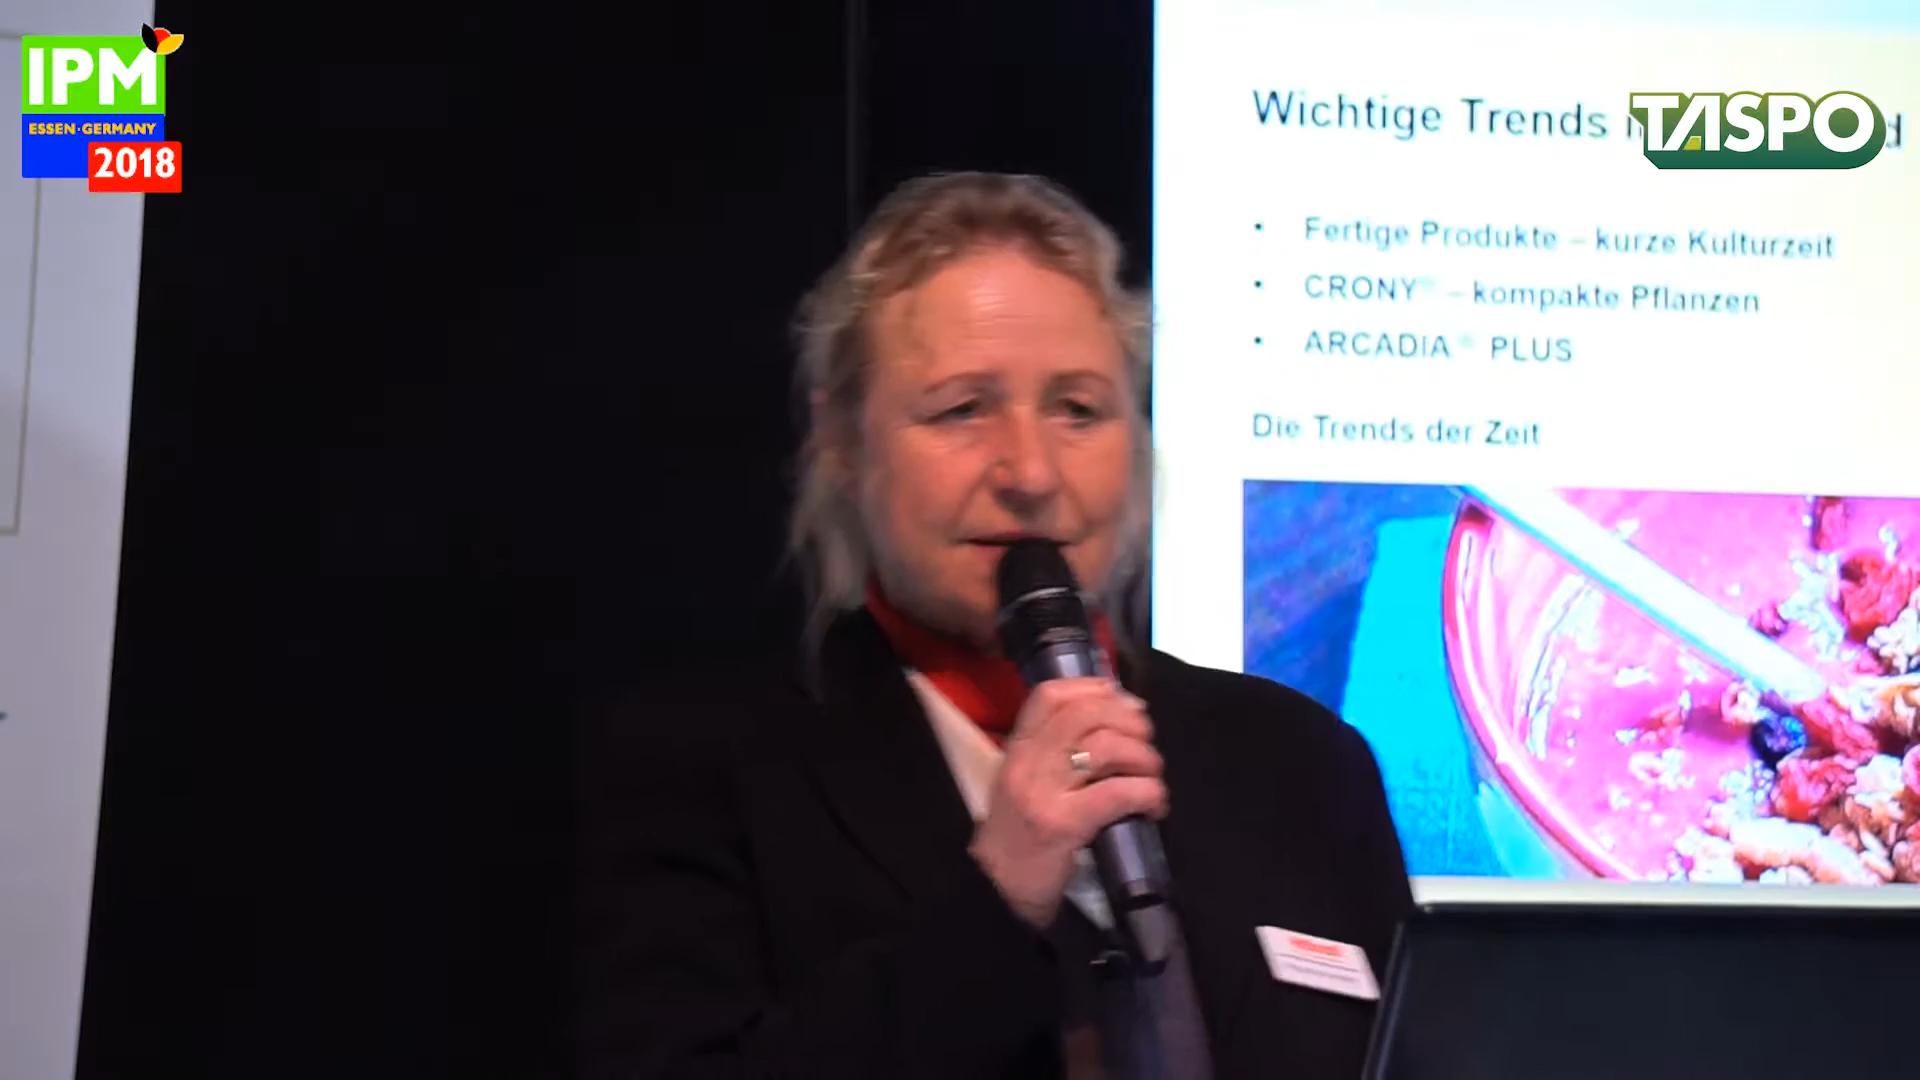 IPM
ESSEN·GERMANY
2018
TASPO
Wichtige Trends
• Fertige Produkte – kurze Kulturzeit
• CRONY® – kompakte Pflanzen
• ARCADIA® PLUS
Die Trends der Zeit